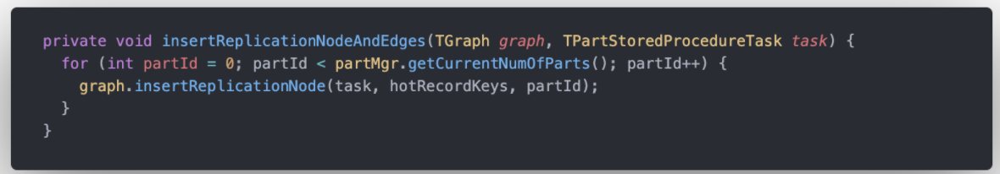 private void insertReplicationNodeAndEdges(TGraph graph, TPartStoredProcedureTask task) {
  for (int partId = 0; partId < partMgr.getCurrentNumOfParts(); partId++) {
    graph.insertReplicationNode(task, hotRecordKeys, partId);
  }
}